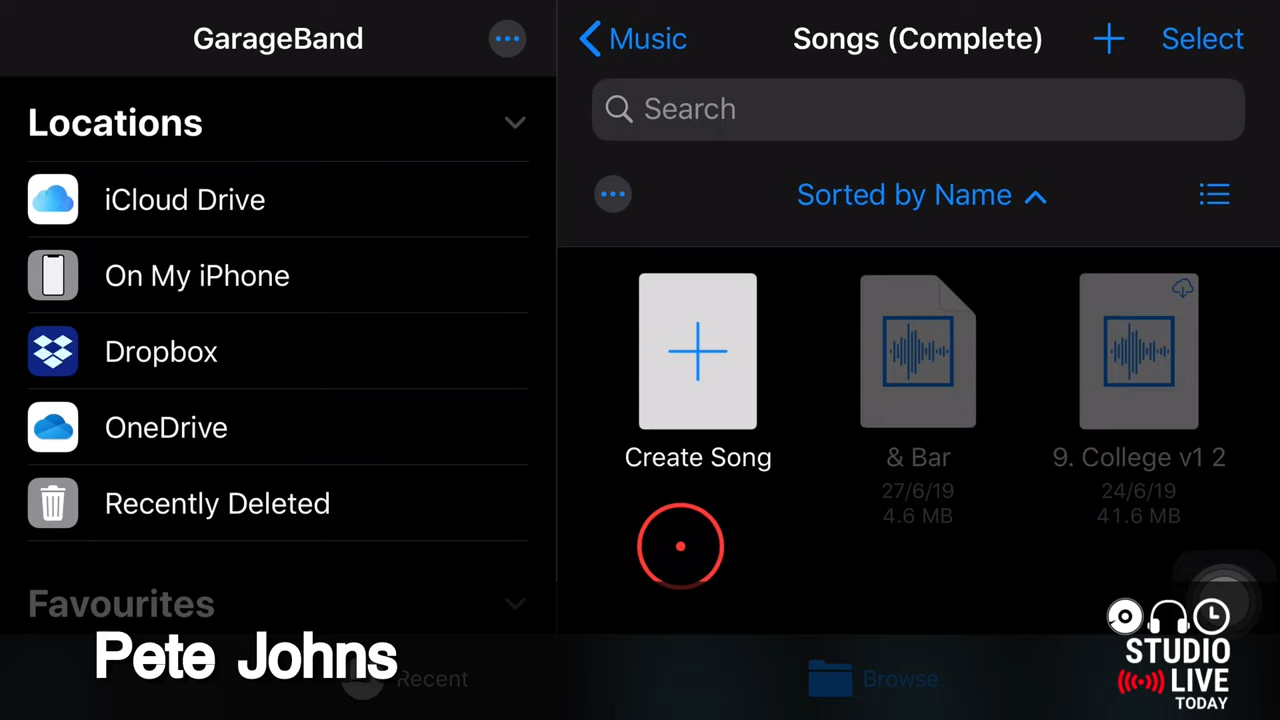 GarageBand
Locations
iCloud Drive
On My iPhone
Dropbox
OneDrive
Recently Deleted
Favourites
Recent
Music
Songs (Complete)
Select
Search
Sorted by Name
Create Song
& Bar
27/6/19
4.6 MB
9. College v1 2
24/6/19
41.6 MB
Browse
Pete Johns
STUDIO
LIVE
TODAY